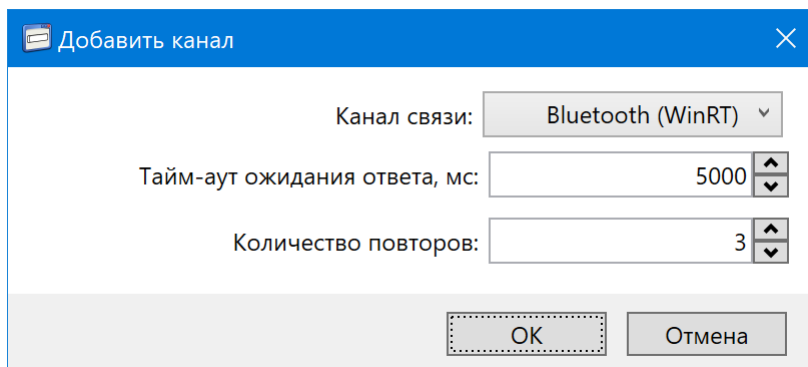 Добавить канал
Канал связи: Bluetooth (WinRT)
Тайм-аут ожидания ответа, мс: 5000
Количество повторов: 3
OK Отмена